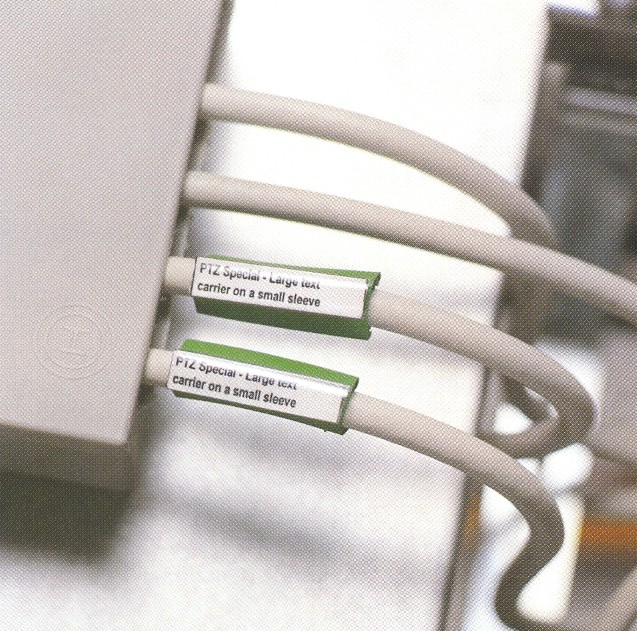 PTZ Special - Large text
carrier on a small sleeve
PTZ Special - Large text
carrier on a small sleeve